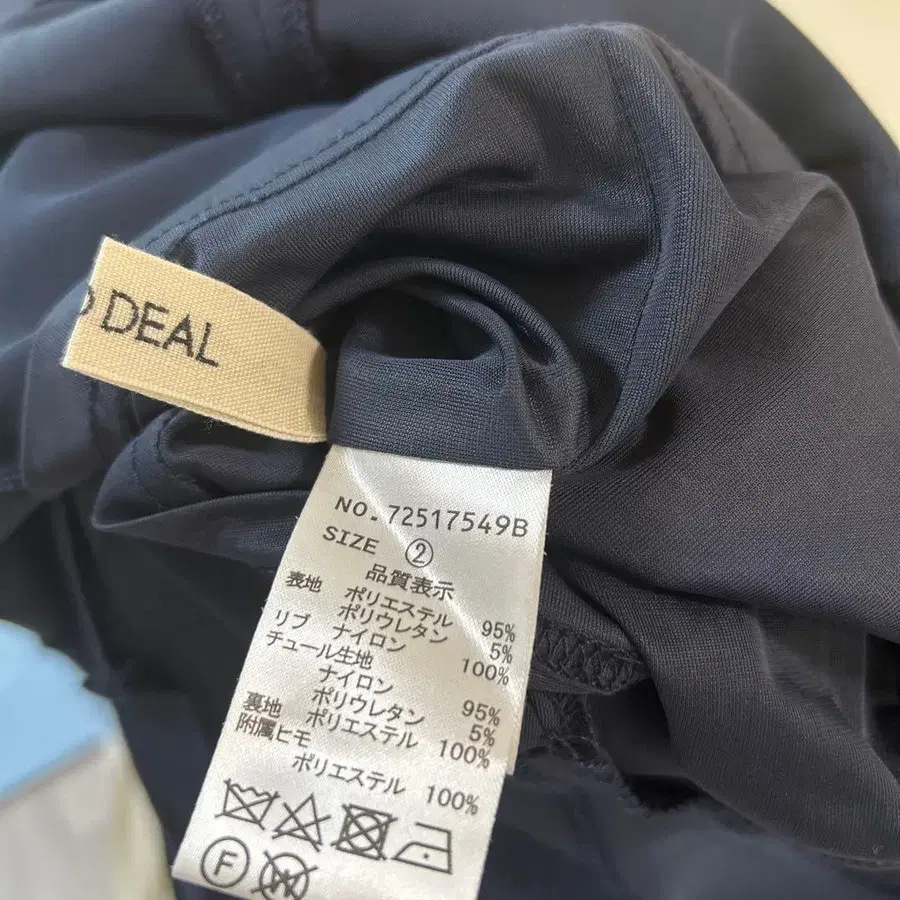 DEAL
NO. 72517549B
SIZE ②
品質表示
表地 ポリエステル 95%
ポリウレタン 5%
リブ ナイロン 100%
チュール生地
ナイロン 95%
ポリウレタン 5%
裏地 ポリエステル 100%
附属ヒモ
ポリエステル 100%
F
W